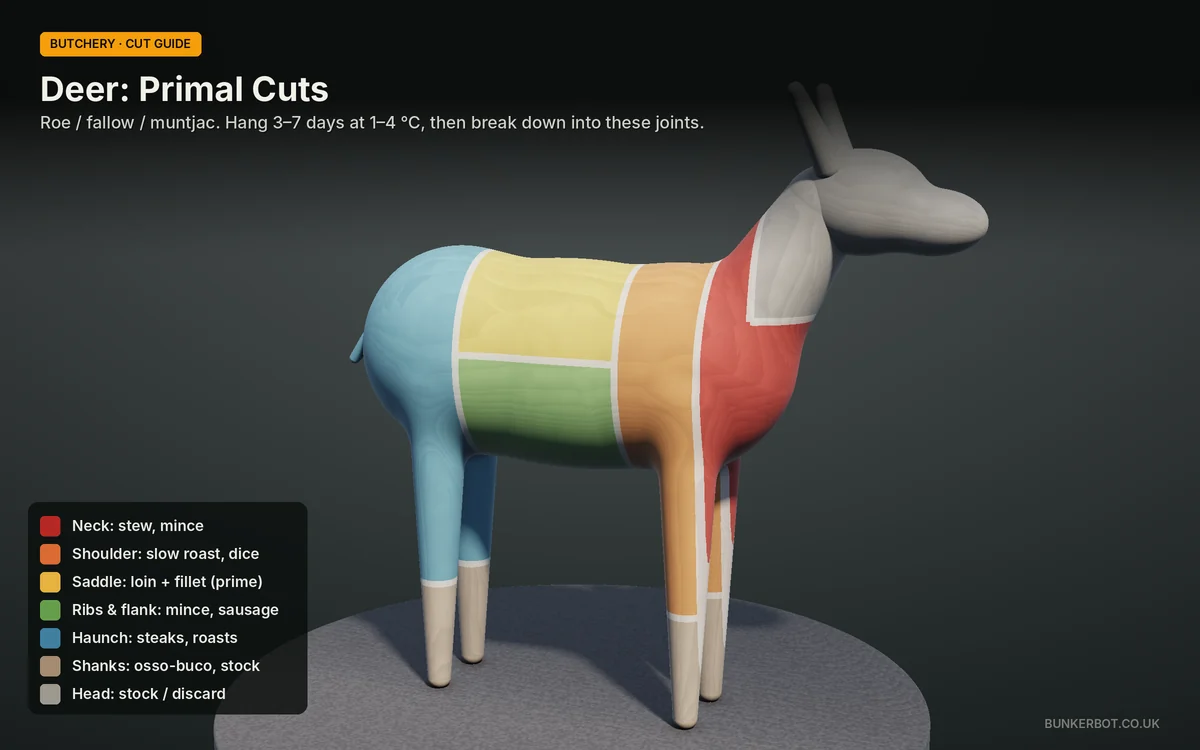 BUTCHERY · CUT GUIDE
Deer: Primal Cuts
Roe / fallow / muntjac. Hang 3–7 days at 1–4 °C, then break down into these joints.
Neck: stew, mince
Shoulder: slow roast, dice
Saddle: loin + fillet (prime)
Ribs & flank: mince, sausage
Haunch: steaks, roasts
Shanks: osso-buco, stock
Head: stock / discard
BUNKERBOT.CO.UK